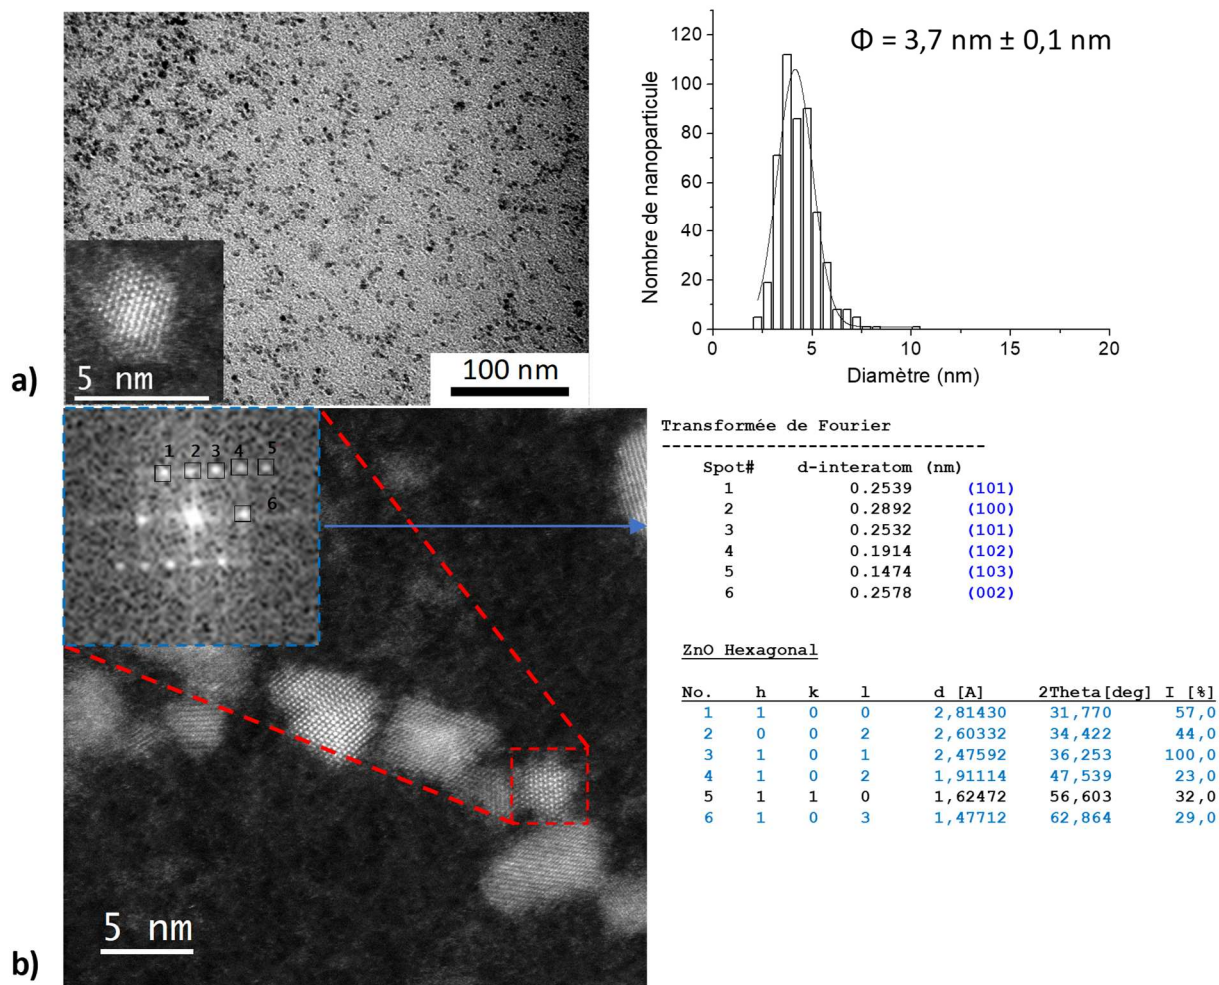 120
100
80
60
40
20
0
Nombre de nanoparticule
Φ = 3,7 nm ± 0,1 nm
0 5 10 15 20
Diamètre (nm)
5 nm
100 nm
a)
1 2 3 4 5
6
5 nm
b)
Transformée de Fourier
Spot# d-interatom (nm)
1 0.2539 (101)
2 0.2892 (100)
3 0.2532 (101)
4 0.1914 (102)
5 0.1474 (103)
6 0.2578 (002)
ZnO Hexagonal
No. h k l d [A] 2Theta[deg] I [%]
1 1 0 0 2,81430 31,770 57,0
2 0 0 2 2,60332 34,422 44,0
3 1 0 1 2,47592 36,253 100,0
4 1 0 2 1,91114 47,539 23,0
5 1 1 0 1,62472 56,603 32,0
6 1 0 3 1,47712 62,864 29,0